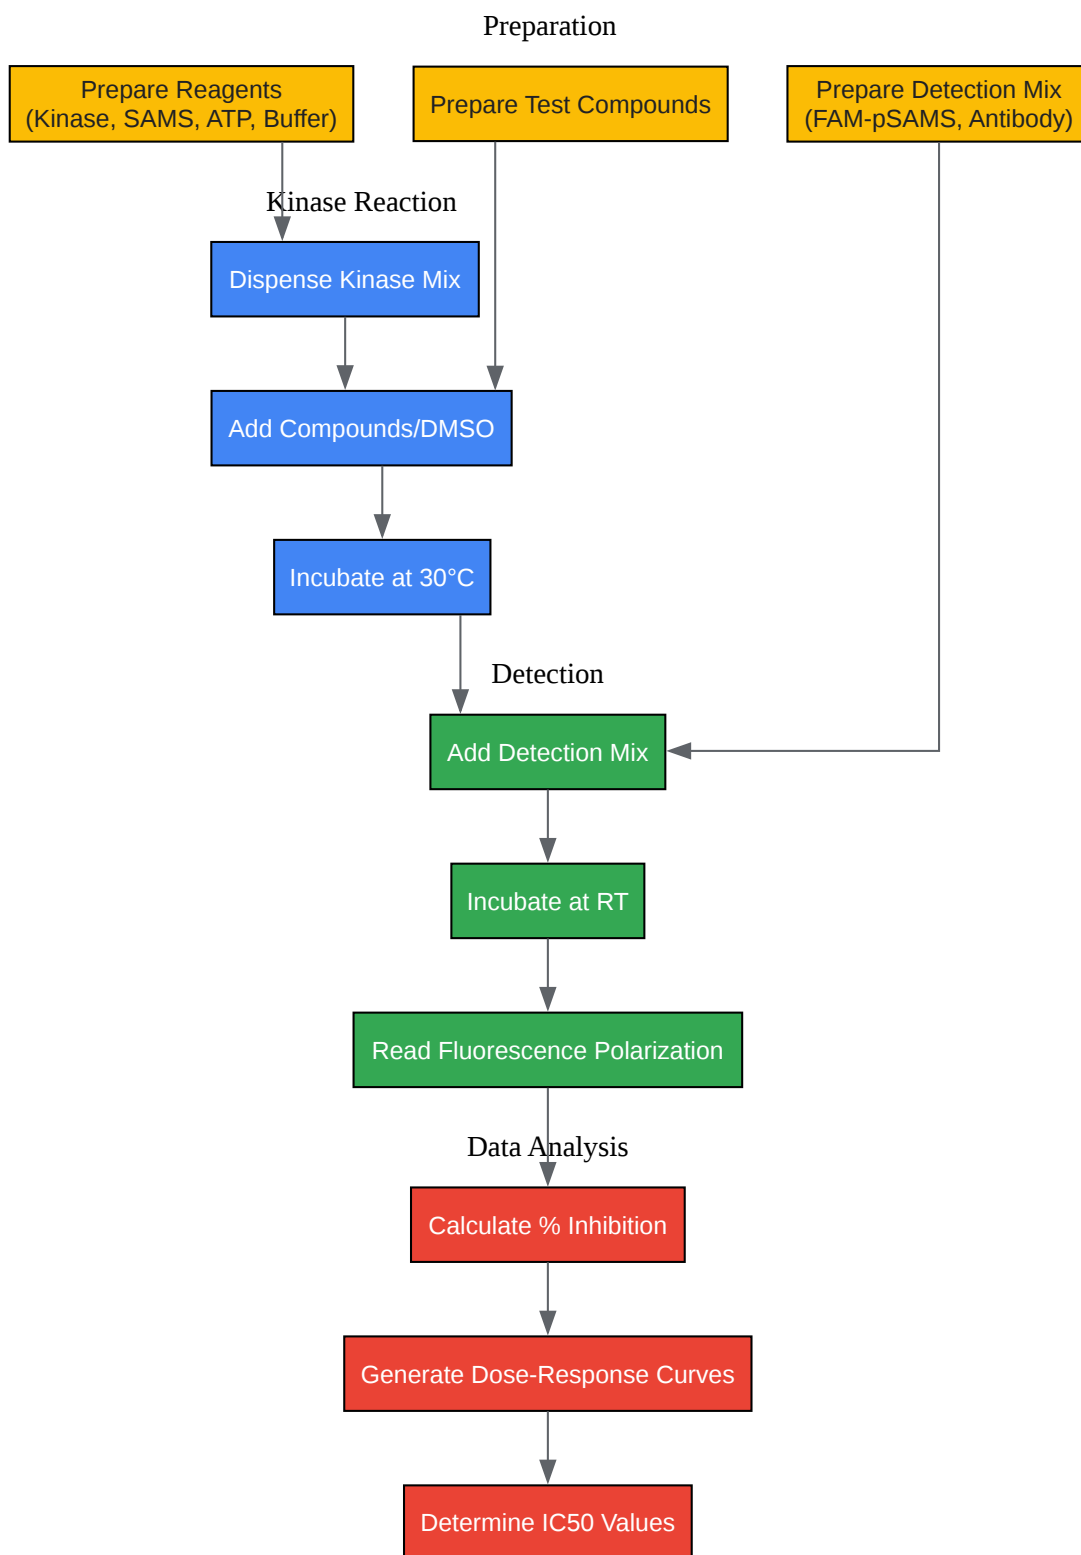 Preparation
Prepare Reagents
(Kinase, SAMS, ATP, Buffer)
Prepare Test Compounds
Prepare Detection Mix
(FAM-pSAMS, Antibody)
Kinase Reaction
Dispense Kinase Mix
Add Compounds/DMSO
Incubate at 30°C
Detection
Add Detection Mix
Incubate at RT
Read Fluorescence Polarization
Data Analysis
Calculate % Inhibition
Generate Dose-Response Curves
Determine IC50 Values